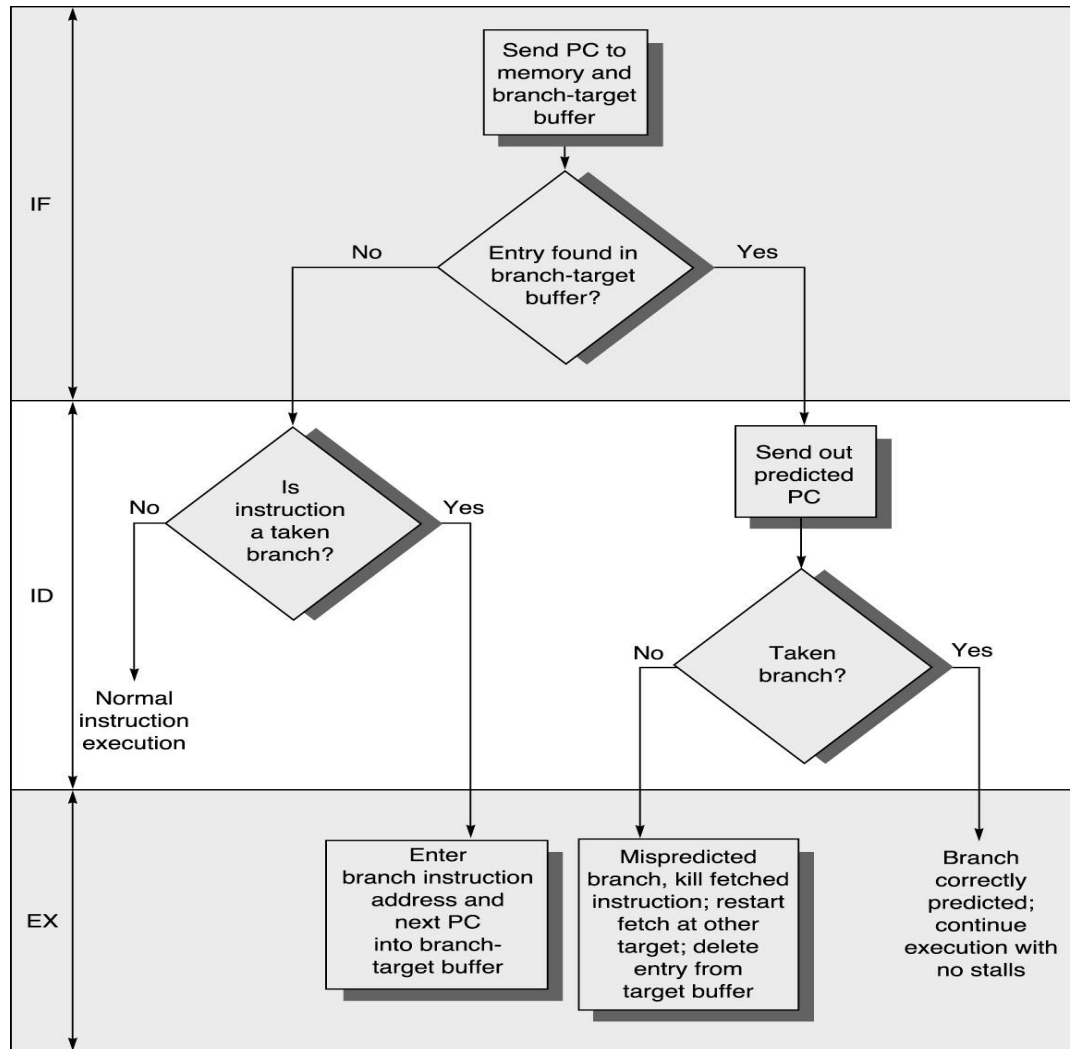 Send PC to
memory and
branch-target
buffer
IF
No
Entry found in
branch-target
buffer?
Yes
ID
No
Is
instruction
a taken
branch?
Yes
Send out
predicted
PC
No
Taken
branch?
Yes
Normal
instruction
execution
EX
Enter
branch instruction
address and
next PC
into branch-
target buffer
Mispredicted
branch, kill fetched
instruction; restart
fetch at other
target; delete
entry from
target buffer
Branch
correctly
predicted;
continue
execution with
no stalls